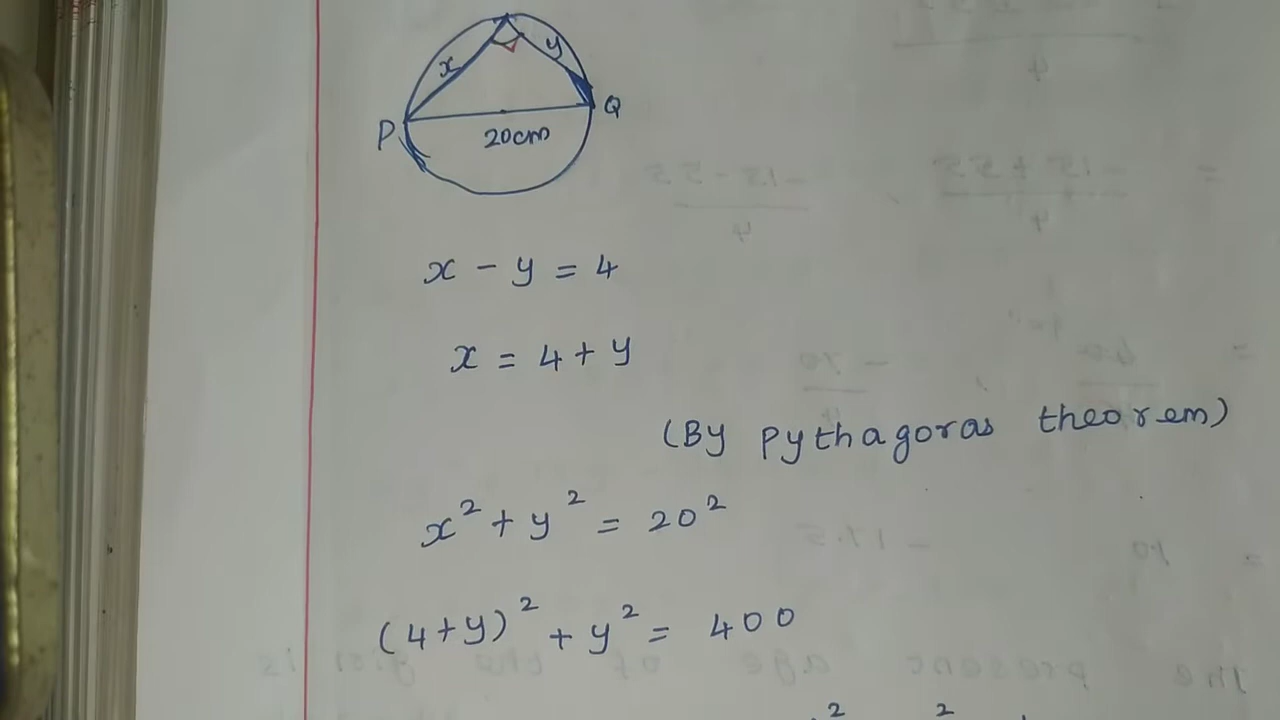 x y
P Q
20cm
x - y = 4
x = 4 + y
(By pythagoras theorem)
x² + y² = 20²
(4+y)² + y² = 400